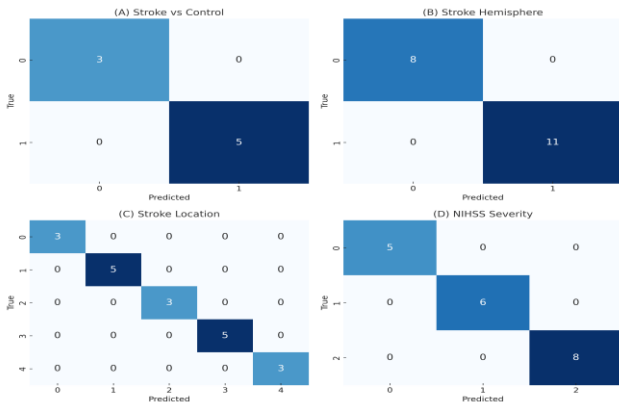 (A) Stroke vs Control
True
0
3 0
1
0 5
0 1
Predicted
(B) Stroke Hemisphere
True
0
8 0
1
0 11
0 1
Predicted
(C) Stroke Location
True
0
3 0 0 0 0
1
0 5 0 0 0
2
0 0 3 0 0
3
0 0 0 5 0
4
0 0 0 0 3
0 1 2 3 4
Predicted
(D) NIHSS Severity
True
0
5 0 0
1
0 6 0
2
0 0 8
0 1 2
Predicted